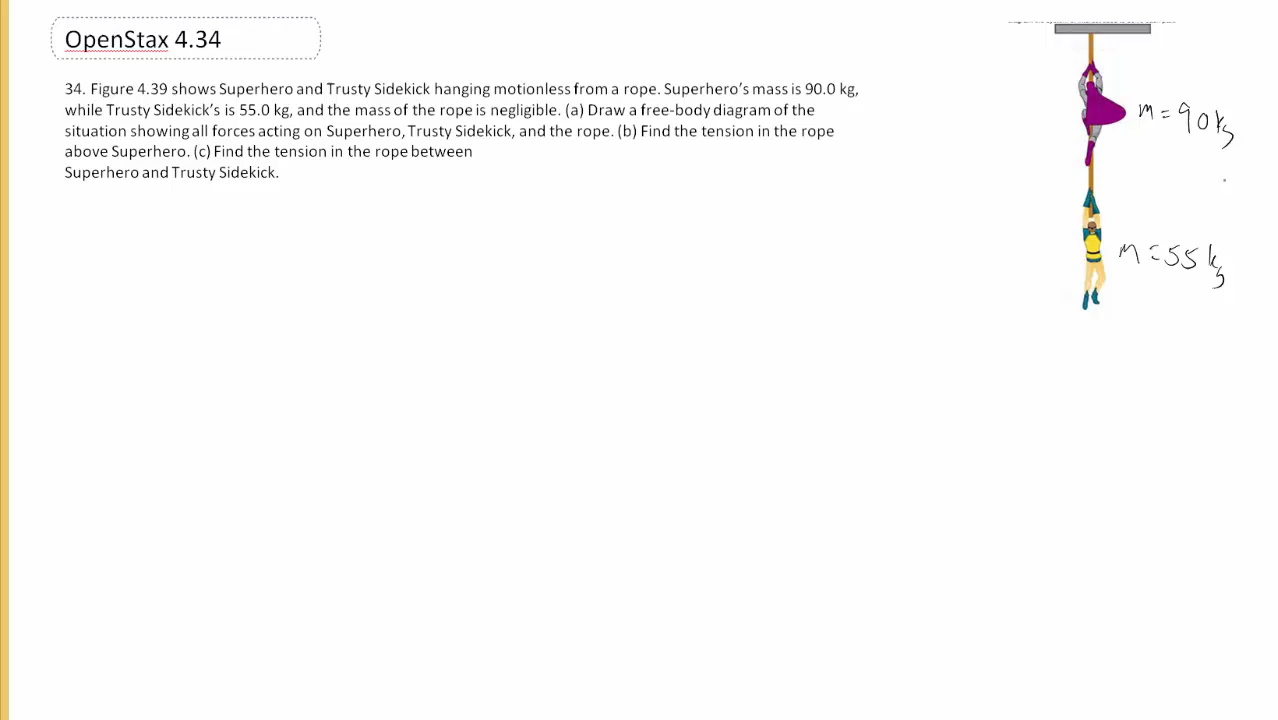 OpenStax 4.34
34. Figure 4.39 shows Superhero and Trusty Sidekick hanging motionless from a rope. Superhero's mass is 90.0 kg,
while Trusty Sidekick's is 55.0 kg, and the mass of the rope is negligible. (a) Draw a free-body diagram of the
situation showing all forces acting on Superhero, Trusty Sidekick, and the rope. (b) Find the tension in the rope
above Superhero. (c) Find the tension in the rope between
Superhero and Trusty Sidekick.
m = 90 kg
m = 55 kg